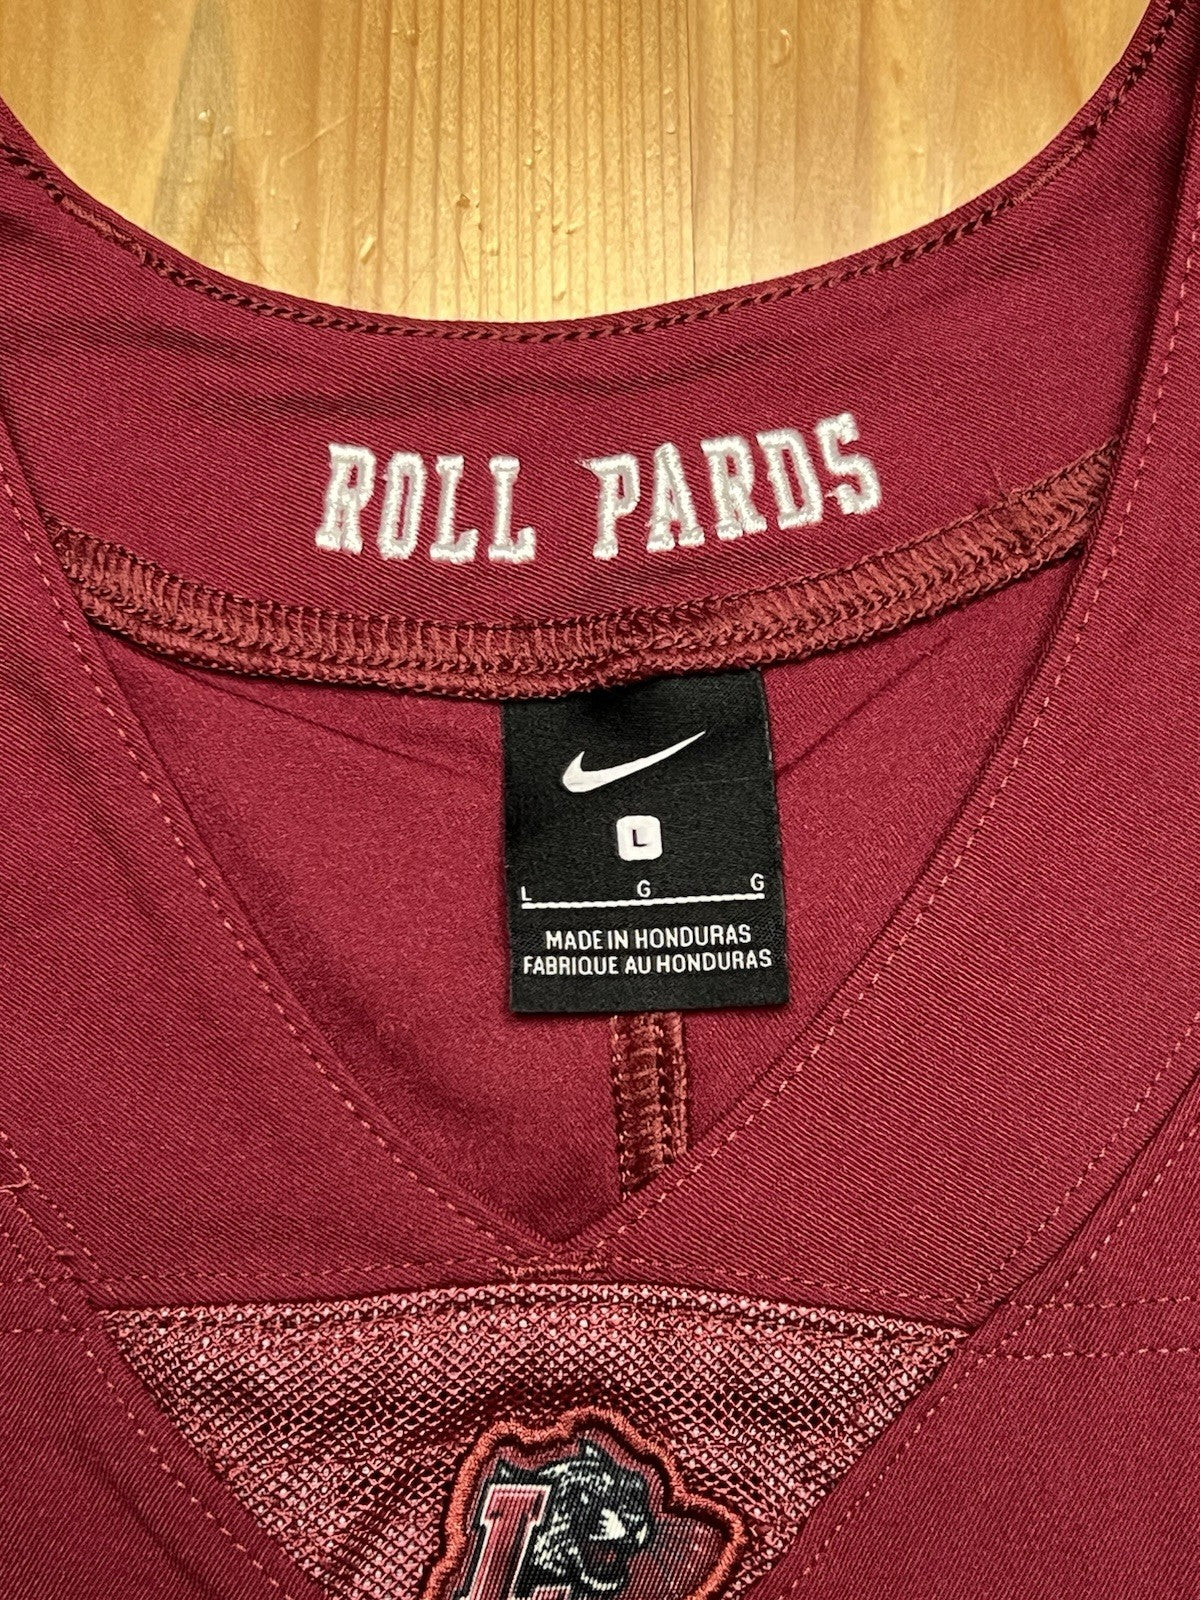 ROLL PARDS
L
L G G
MADE IN HONDURAS
FABRIQUE AU HONDURAS
L